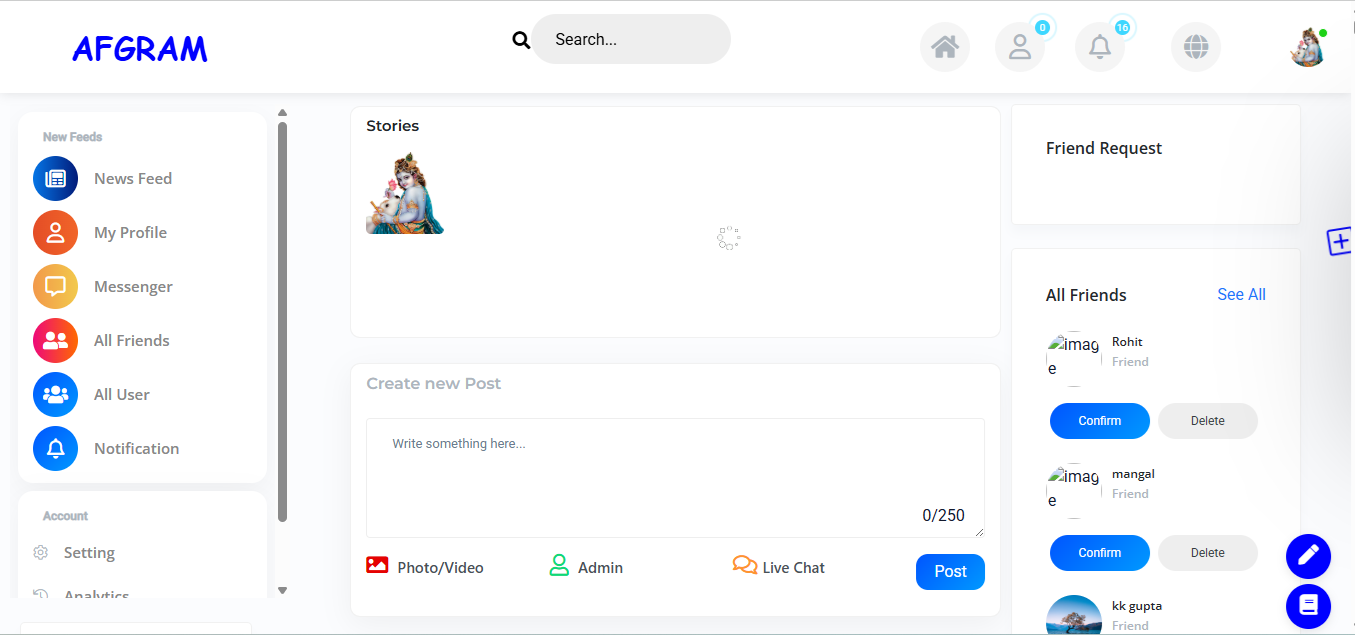 AFGRAM
Search...
0
16
New Feeds
News Feed
My Profile
Messenger
All Friends
All User
Notification
Account
Setting
Analytics
Stories
Create new Post
Write something here...
0/250
Photo/Video
Admin
Live Chat
Post
Friend Request
All Friends
See All
imag
e
Rohit
Friend
Confirm
Delete
imag
e
mangal
Friend
Confirm
Delete
kk gupta
Friend